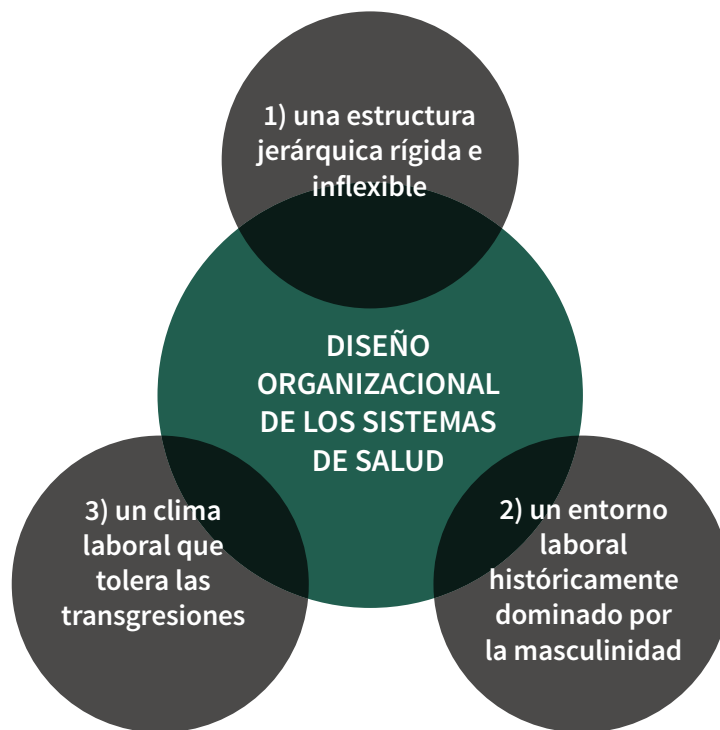 1) una estructura
jerárquica rígida e
inflexible
DISEÑO
ORGANIZACIONAL
DE LOS SISTEMAS
DE SALUD
3) un clima
laboral que
tolera las
transgresiones
2) un entorno
laboral
históricamente
dominado por
la masculinidad